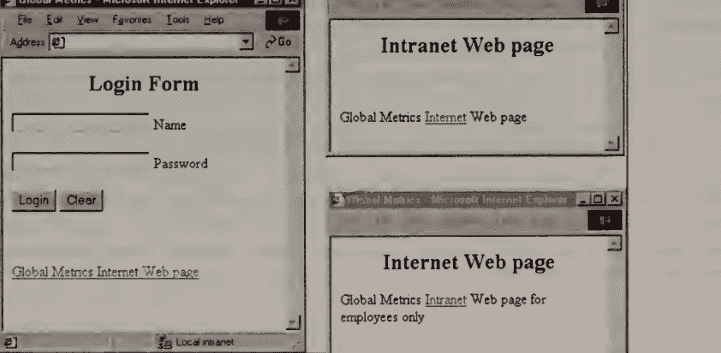 Global Metrics - Microsoft Internet Explorer
File Edit View Favorites Tools Help
Address Go
Login Form
Name
Password
Login Clear
Global Metrics Internet Web page
Local intranet
Intranet Web page
Global Metrics Internet Web page
Global Metrics - Microsoft Internet Explorer
Internet Web page
Global Metrics Intranet Web page for
employees only